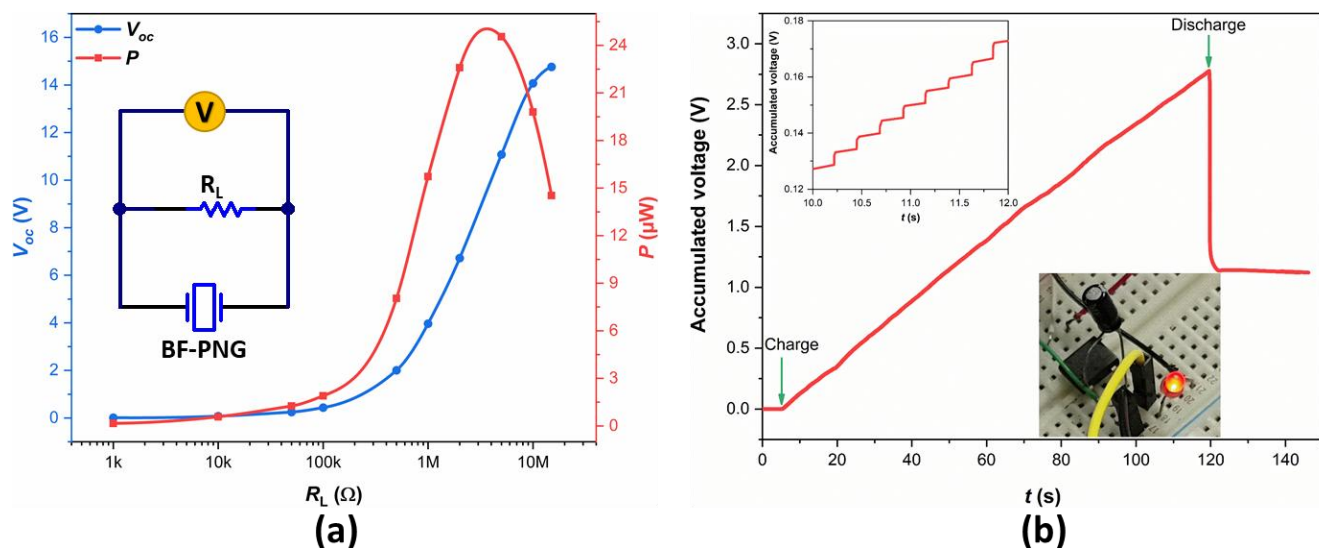 V_oc
P
V
R_L
BF-PNG
V_oc (V)
16
14
12
10
8
6
4
2
0
24
21
18
15
12
9
6
3
0
P (µW)
1k
10k
100k
1M
10M
R_L (Ω)
(a)
Accumulated voltage (V)
3.0
2.5
2.0
1.5
1.0
0.5
0.0
Charge
Discharge
0.18
0.16
0.14
0.12
Accumulated voltage (V)
10.0
10.5
11.0
11.5
12.0
t (s)
0
20
40
60
80
100
120
140
t (s)
(b)